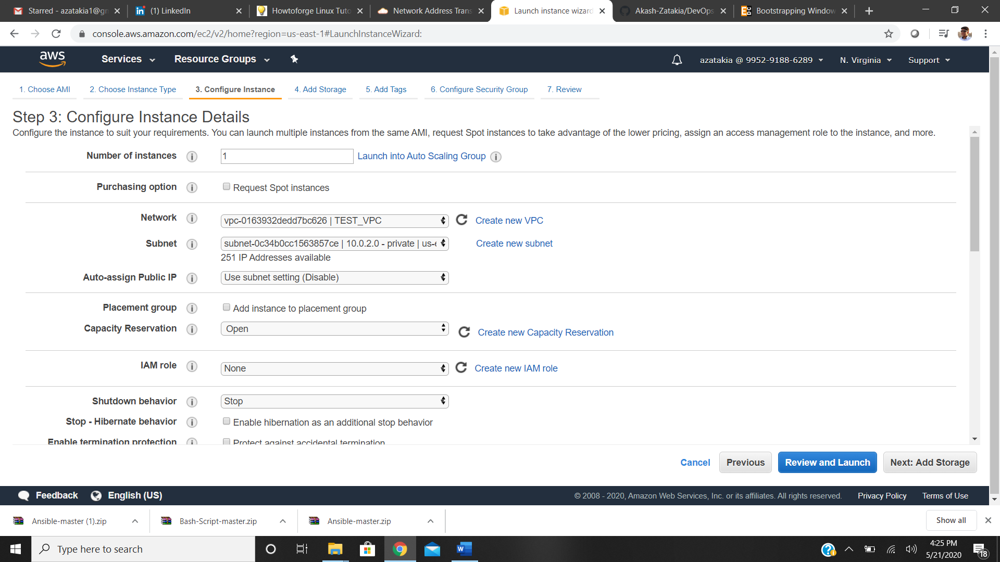 Starred - azatakia1@gm
(1) LinkedIn
Howtoforge Linux Tuto
Network Address Trans
Launch instance wizard
Akash-Zatakia/DevOps
Bootstrapping Window
console.aws.amazon.com/ec2/v2/home?region=us-east-1#LaunchInstanceWizard:
aws
Services
Resource Groups
azatakia @ 9952-9188-6289
N. Virginia
Support
1. Choose AMI
2. Choose Instance Type
3. Configure Instance
4. Add Storage
5. Add Tags
6. Configure Security Group
7. Review
Step 3: Configure Instance Details
Configure the instance to suit your requirements. You can launch multiple instances from the same AMI, request Spot instances to take advantage of the lower pricing, assign an access management role to the instance, and more.
Number of instances
1
Launch into Auto Scaling Group
Purchasing option
Request Spot instances
Network
vpc-0163932dedd7bc626 | TEST_VPC
Create new VPC
Subnet
subnet-0c34b0cc1563857ce | 10.0.2.0 - private | us-e
Create new subnet
251 IP Addresses available
Auto-assign Public IP
Use subnet setting (Disable)
Placement group
Add instance to placement group
Capacity Reservation
Open
Create new Capacity Reservation
IAM role
None
Create new IAM role
Shutdown behavior
Stop
Stop - Hibernate behavior
Enable hibernation as an additional stop behavior
Enable termination protection
Protect against accidental termination
Cancel
Previous
Review and Launch
Next: Add Storage
Feedback
English (US)
© 2008 - 2020, Amazon Web Services, Inc. or its affiliates. All rights reserved.
Privacy Policy
Terms of Use
Ansible-master (1).zip
Bash-Script-master.zip
Ansible-master.zip
Show all
Type here to search
4:25 PM
5/21/2020
18